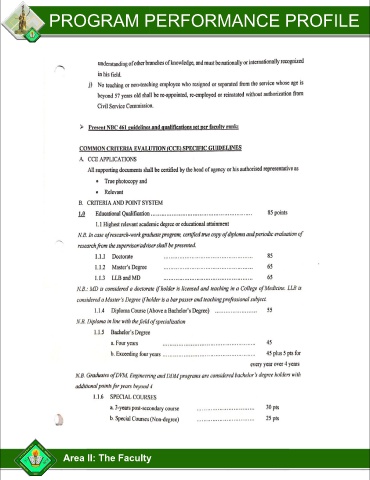 PROGRAM PERFORMANCE PROFILE
understanding of other branches of knowledge, and must be nationally or internationally recognized
in his field.
j) No teaching or non-teaching employee who resigned or separated from the service whose age is
beyond 57 years old shall be re-appointed, re-employed or reinstated without authorization from
Civil Service Commission.
➢ Present NBC 461 guidelines and qualifications set per faculty rank:
COMMON CRITERIA EVALUTION (CCE) SPECIFIC GUIDELINES
A. CCE APPLICATIONS
All supporting documents shall be certified by the head of agency or his authorised representative as
• True photocopy and
• Relevant
B. CRITERIA AND POINT SYSTEM
1.0 Educational Qualification ........................................ 85 points
1.1 Highest relevant academic degree or educational attainment
N.B. In case of research-work graduate program, certified true copy of diploma and periodic evaluation of
research from the supervisor/adviser shall be presented.
1.1.1 Doctorate ........................................ 85
1.1.2 Master's Degree ........................................ 65
1.1.3 LLB and MD ........................................ 65
N.B.: MD is considered a doctorate if holder is licensed and teaching in a College of Medicine. LLB is
considered a Master's Degree if holder is a bar passer and teaching professional subject.
1.1.4 Diploma Course (Above a Bachelor's Degree) .................... 55
N.B. Diploma in line with the field of specialization
1.1.5 Bachelor's Degree
a. Four years ........................................ 45
b. Exceeding four years ........................................ 45 plus 5 pts for
every year over 4 years
N.B. Graduates of DVM, Engineering and DDM programs are considered bachelor's degree holders with
additional points for years beyond 4
1.1.6 SPECIAL COURSES
a. 3-years post-secondary course ........................ 30 pts
b. Special Courses (Non-degree) ........................ 25 pts
Area II: The Faculty